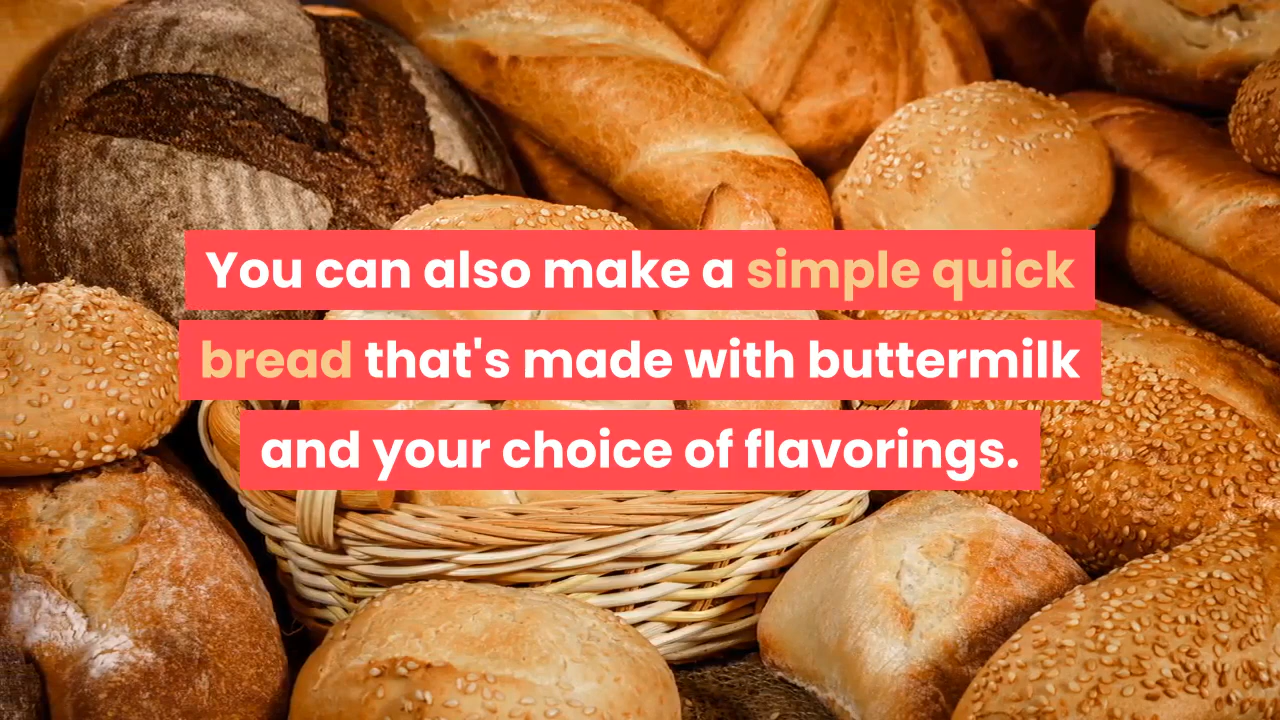 You can also make a simple quick
bread that's made with buttermilk
and your choice of flavorings.